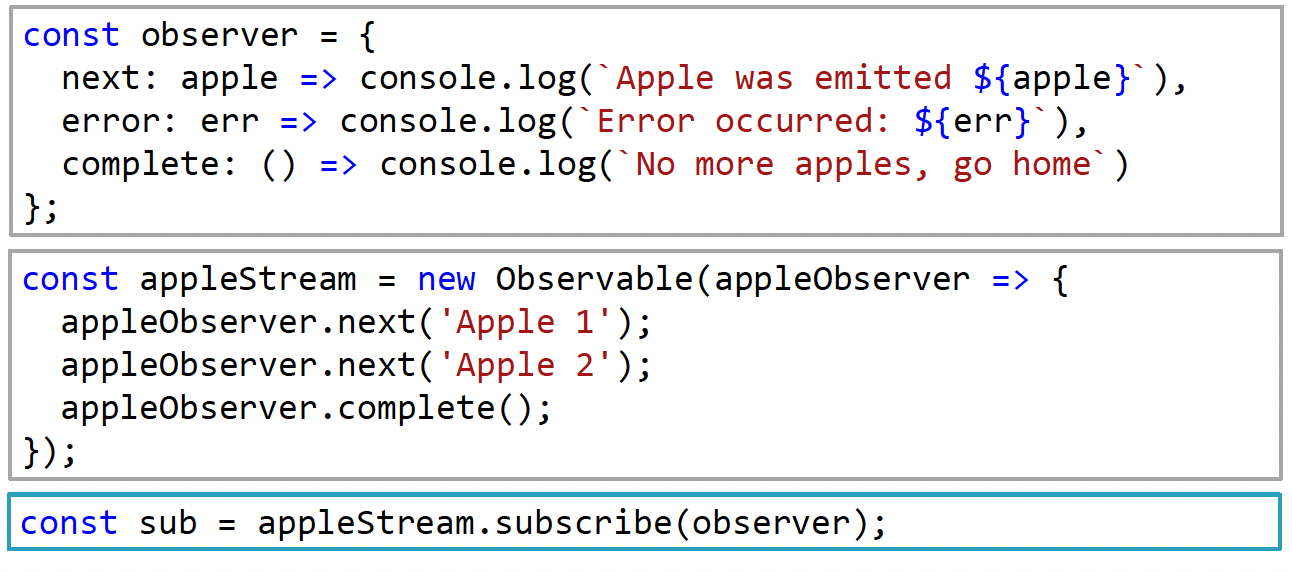 const observer = {
  next: apple => console.log(`Apple was emitted ${apple}`),
  error: err => console.log(`Error occurred: ${err}`),
  complete: () => console.log(`No more apples, go home`)
};
const appleStream = new Observable(appleObserver => {
  appleObserver.next('Apple 1');
  appleObserver.next('Apple 2');
  appleObserver.complete();
});
const sub = appleStream.subscribe(observer);